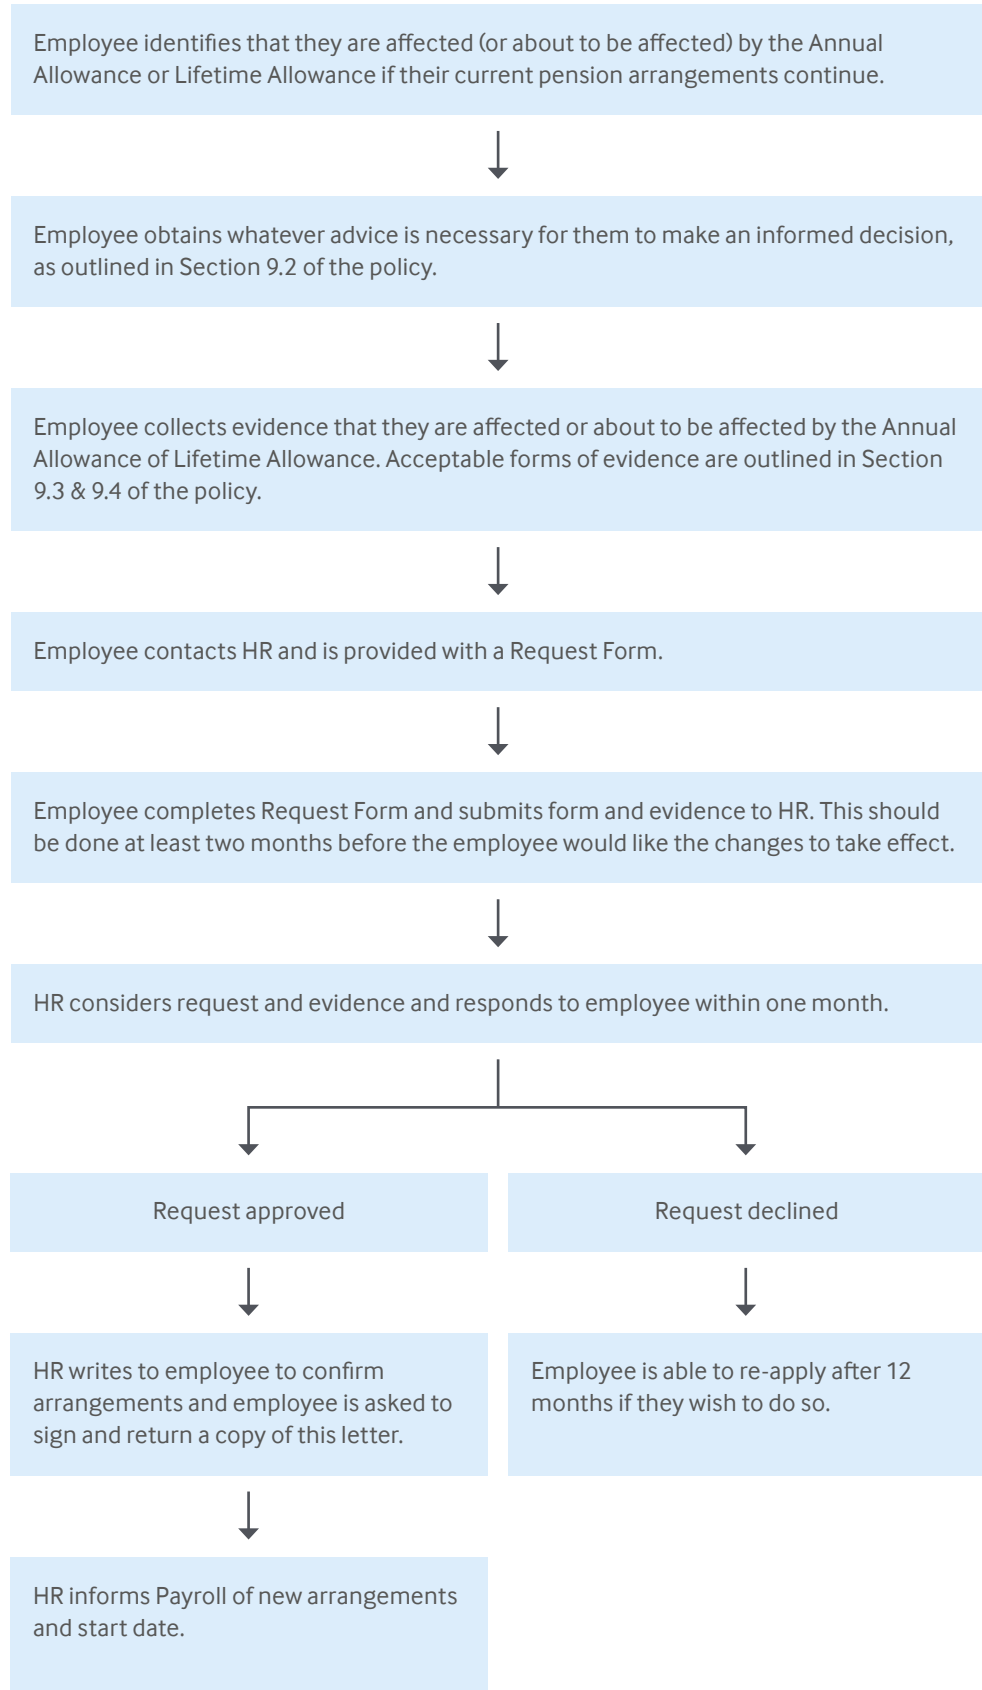 Employee identifies that they are affected (or about to be affected) by the Annual
Allowance or Lifetime Allowance if their current pension arrangements continue.
Employee obtains whatever advice is necessary for them to make an informed decision,
as outlined in Section 9.2 of the policy.
Employee collects evidence that they are affected or about to be affected by the Annual
Allowance of Lifetime Allowance. Acceptable forms of evidence are outlined in Section
9.3 & 9.4 of the policy.
Employee contacts HR and is provided with a Request Form.
Employee completes Request Form and submits form and evidence to HR. This should
be done at least two months before the employee would like the changes to take effect.
HR considers request and evidence and responds to employee within one month.
Request approved
Request declined
HR writes to employee to confirm
arrangements and employee is asked to
sign and return a copy of this letter.
Employee is able to re-apply after 12
months if they wish to do so.
HR informs Payroll of new arrangements
and start date.